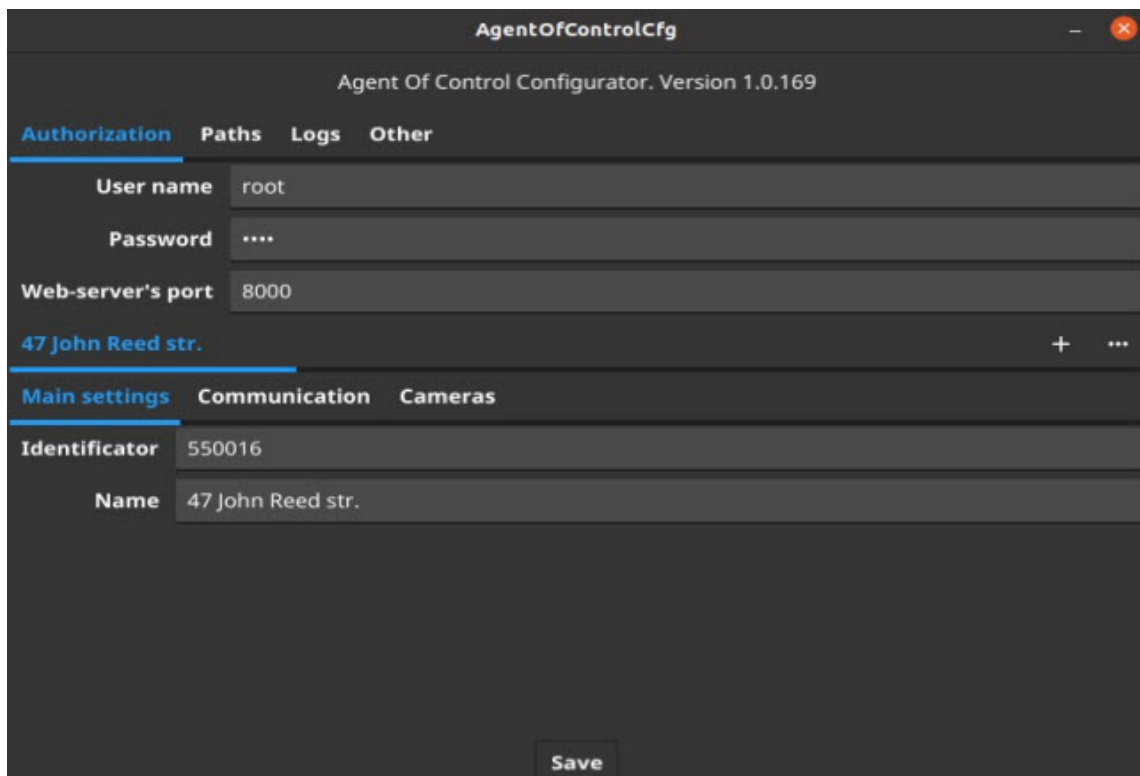 AgentOfControlCfg
Agent Of Control Configurator. Version 1.0.169
Authorization Paths Logs Other
User name root
Password ••••
Web-server's port 8000
47 John Reed str. + •••
Main settings Communication Cameras
Identificator 550016
Name 47 John Reed str.
Save